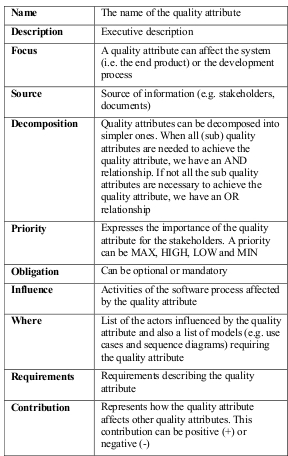 Name The name of the quality attribute
Description Executive description
Focus A quality attribute can affect the system
(i.e. the end product) or the development
process
Source Source of information (e.g. stakeholders,
documents)
Decomposition Quality attributes can be decomposed into
simpler ones. When all (sub) quality
attributes are needed to achieve the
quality attribute, we have an AND
relationship. If not all the sub quality
attributes are necessary to achieve the
quality attribute, we have an OR
relationship
Priority Expresses the importance of the quality
attribute for the stakeholders. A priority
can be MAX, HIGH, LOW and MIN
Obligation Can be optional or mandatory
Influence Activities of the software process affected
by the quality attribute
Where List of the actors influenced by the quality
attribute and also a list of models (e.g. use
cases and sequence diagrams) requiring
the quality attribute
Requirements Requirements describing the quality
attribute
Contribution Represents how the quality attribute
affects other quality attributes. This
contribution can be positive (+) or
negative (-)